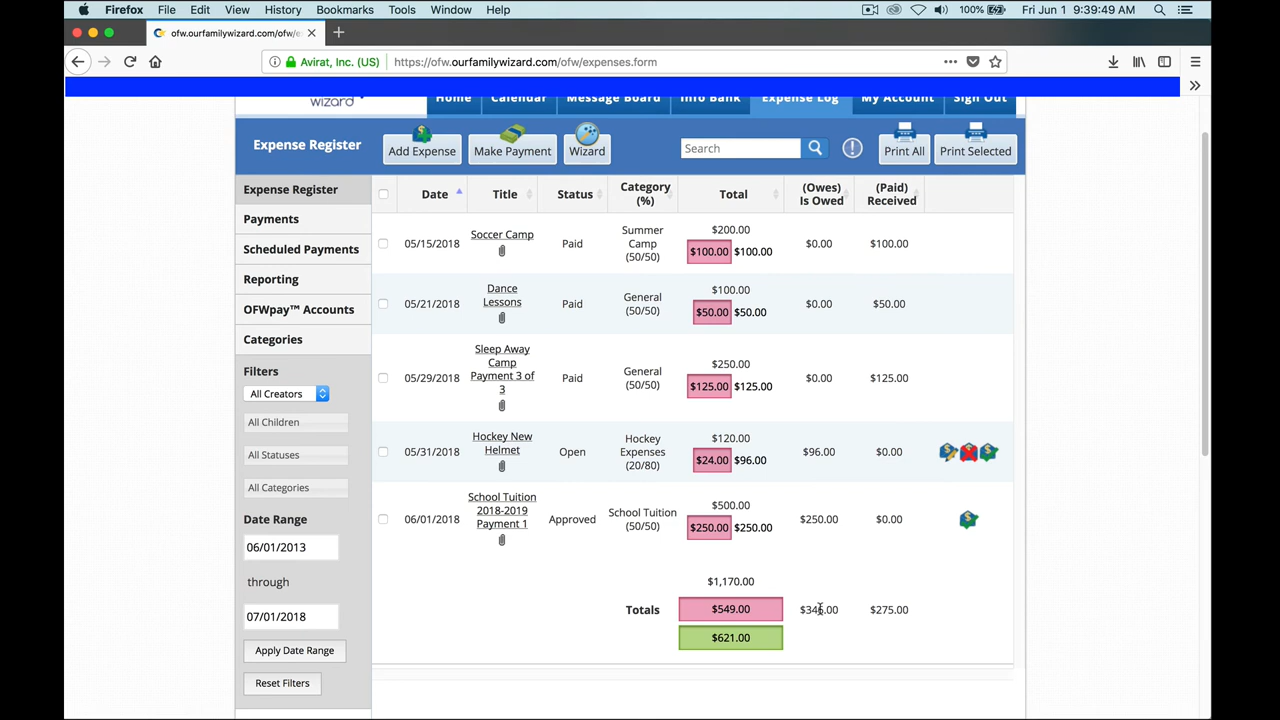 Firefox File Edit View History Bookmarks Tools Window Help 100% Fri Jun 1 9:39:49 AM
ofw.ourfamilywizard.com/ofw/e
Avirat, Inc. (US) https://ofw.ourfamilywizard.com/ofw/expenses.form
wizard Home Calendar Message Board Info Bank Expense Log My Account Sign Out
Expense Register Add Expense Make Payment Wizard Search Print All Print Selected
Expense Register
Payments
Scheduled Payments
Reporting
OFWpay™ Accounts
Categories
Filters
All Creators
All Children
All Statuses
All Categories
Date Range
06/01/2013
through
07/01/2018
Apply Date Range
Reset Filters
Date Title Status Category (%) Total (Owes) Is Owed (Paid) Received
05/15/2018 Soccer Camp Paid Summer Camp (50/50) $200.00 $100.00 $100.00 $0.00 $100.00
05/21/2018 Dance Lessons Paid General (50/50) $100.00 $50.00 $50.00 $0.00 $50.00
05/29/2018 Sleep Away Camp Payment 3 of 3 Paid General (50/50) $250.00 $125.00 $125.00 $0.00 $125.00
05/31/2018 Hockey New Helmet Open Hockey Expenses (20/80) $120.00 $24.00 $96.00 $96.00 $0.00
06/01/2018 School Tuition 2018-2019 Payment 1 Approved School Tuition (50/50) $500.00 $250.00 $250.00 $250.00 $0.00
$1,170.00
Totals $549.00 $346.00 $275.00
$621.00